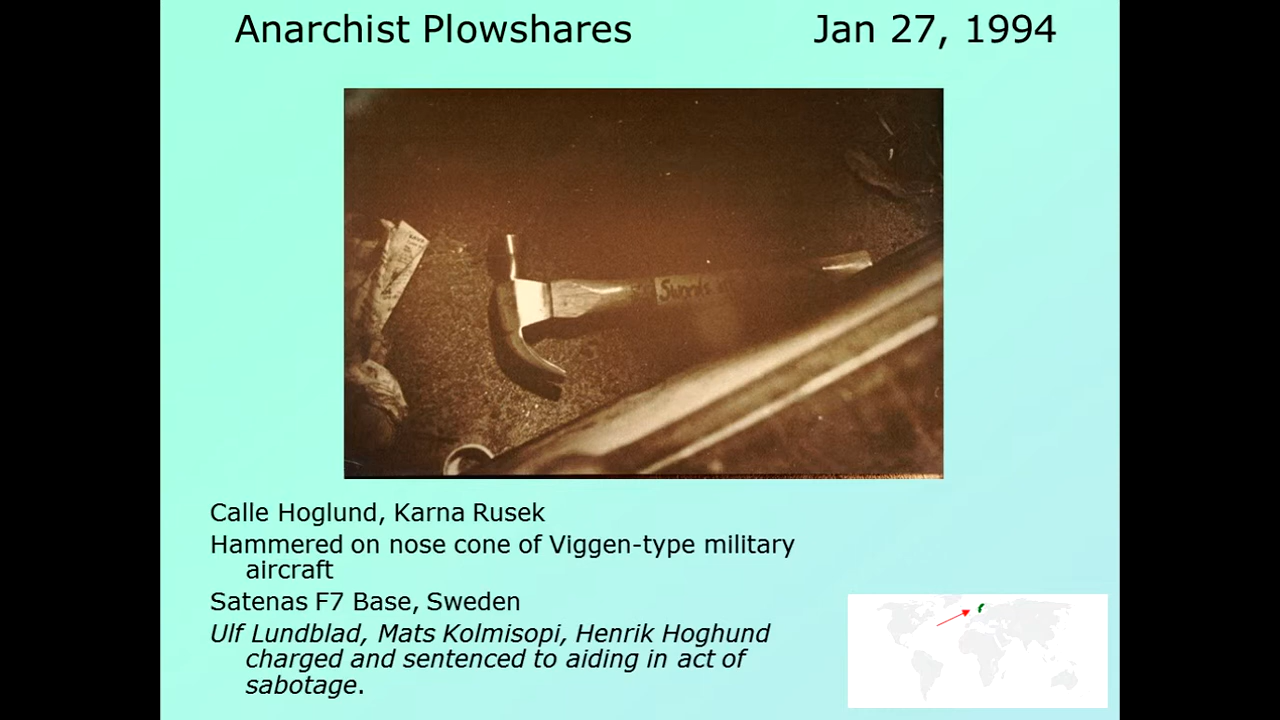 Anarchist Plowshares Jan 27, 1994
Swords
Calle Hoglund, Karna Rusek
Hammered on nose cone of Viggen-type military
aircraft
Satenas F7 Base, Sweden
Ulf Lundblad, Mats Kolmisopi, Henrik Hoghund
charged and sentenced to aiding in act of
sabotage.